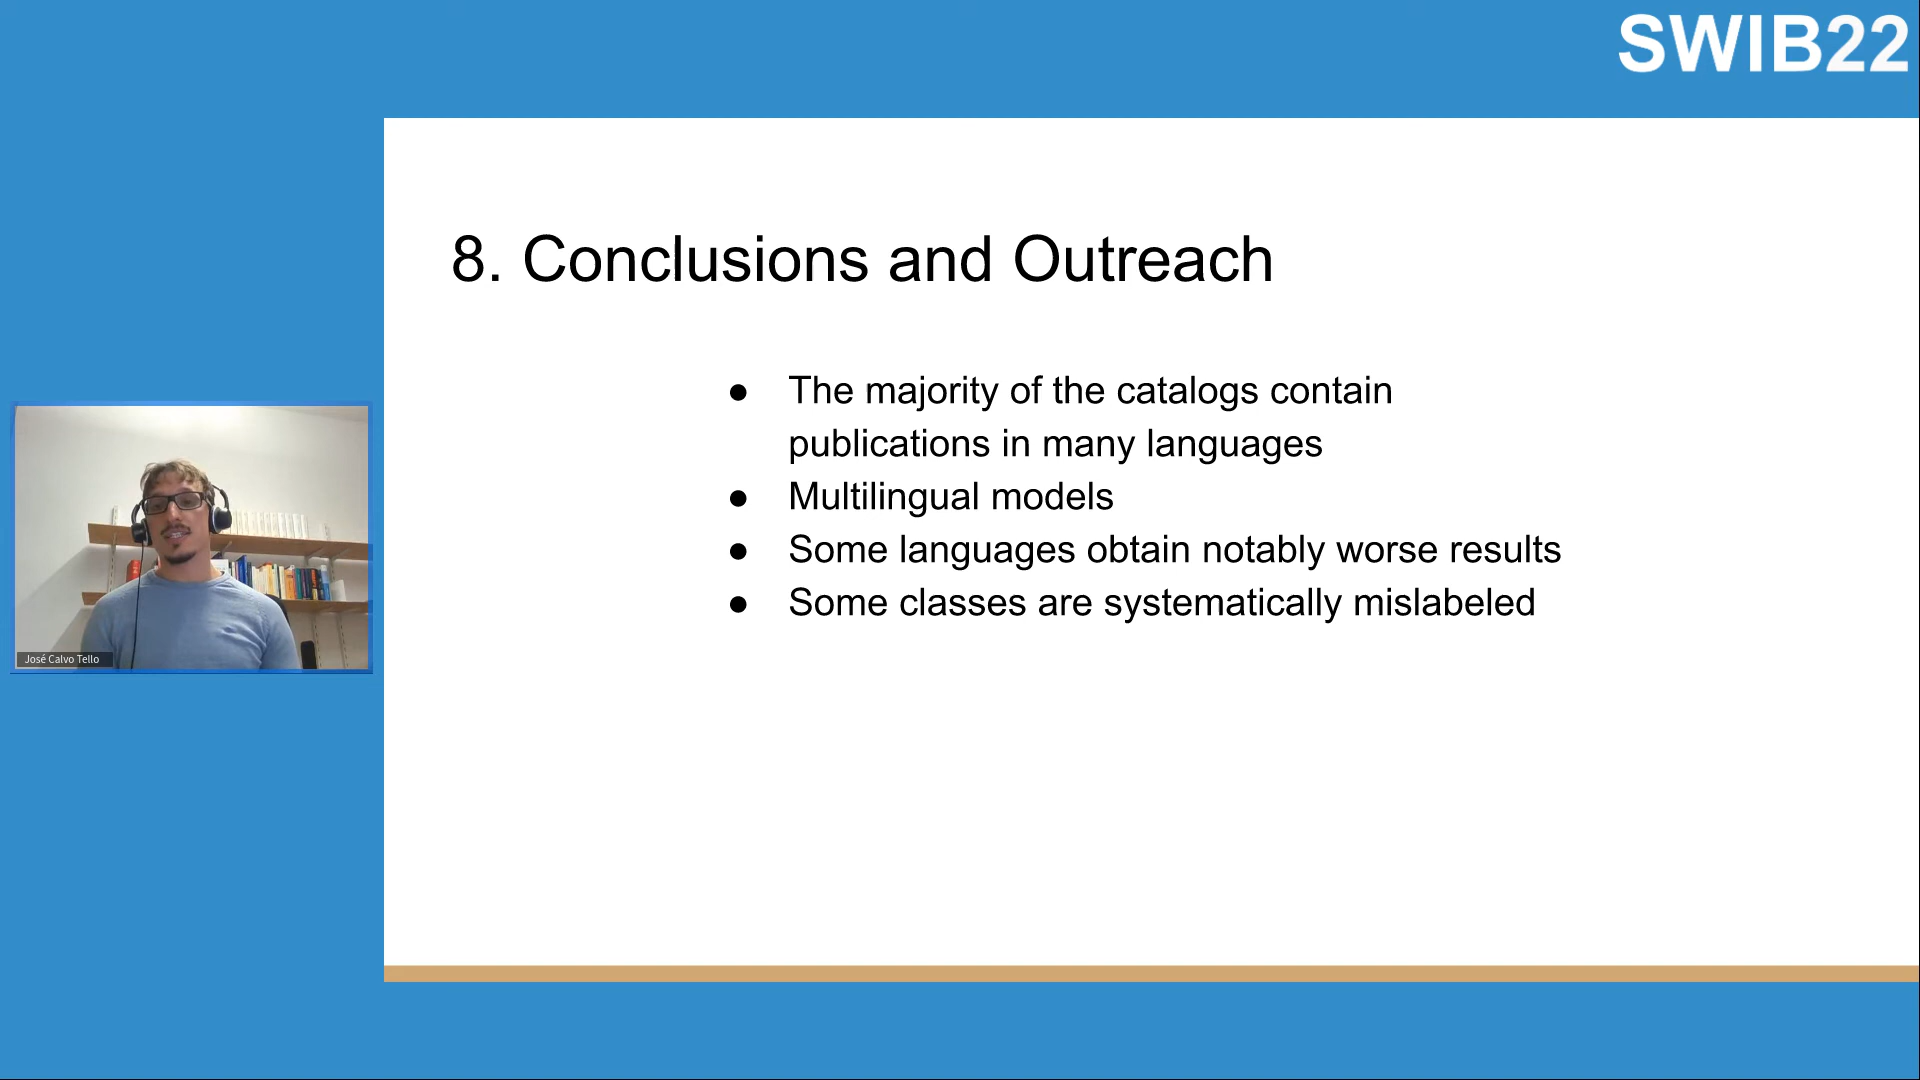 SWIB22
8. Conclusions and Outreach
● The majority of the catalogs contain
publications in many languages
● Multilingual models
● Some languages obtain notably worse results
● Some classes are systematically mislabeled
José Calvo Tello